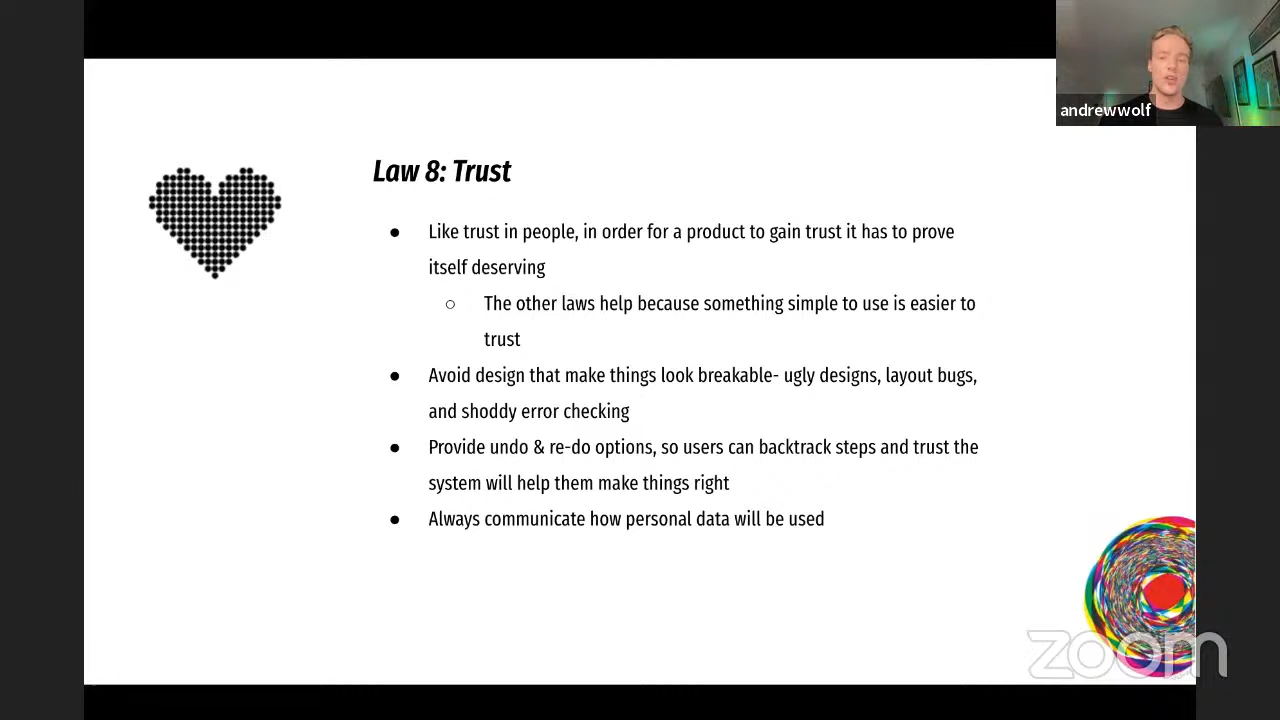 andrewwolf
Law 8: Trust
● Like trust in people, in order for a product to gain trust it has to prove
itself deserving
○ The other laws help because something simple to use is easier to
trust
● Avoid design that make things look breakable- ugly designs, layout bugs,
and shoddy error checking
● Provide undo & re-do options, so users can backtrack steps and trust the
system will help them make things right
● Always communicate how personal data will be used
zoom